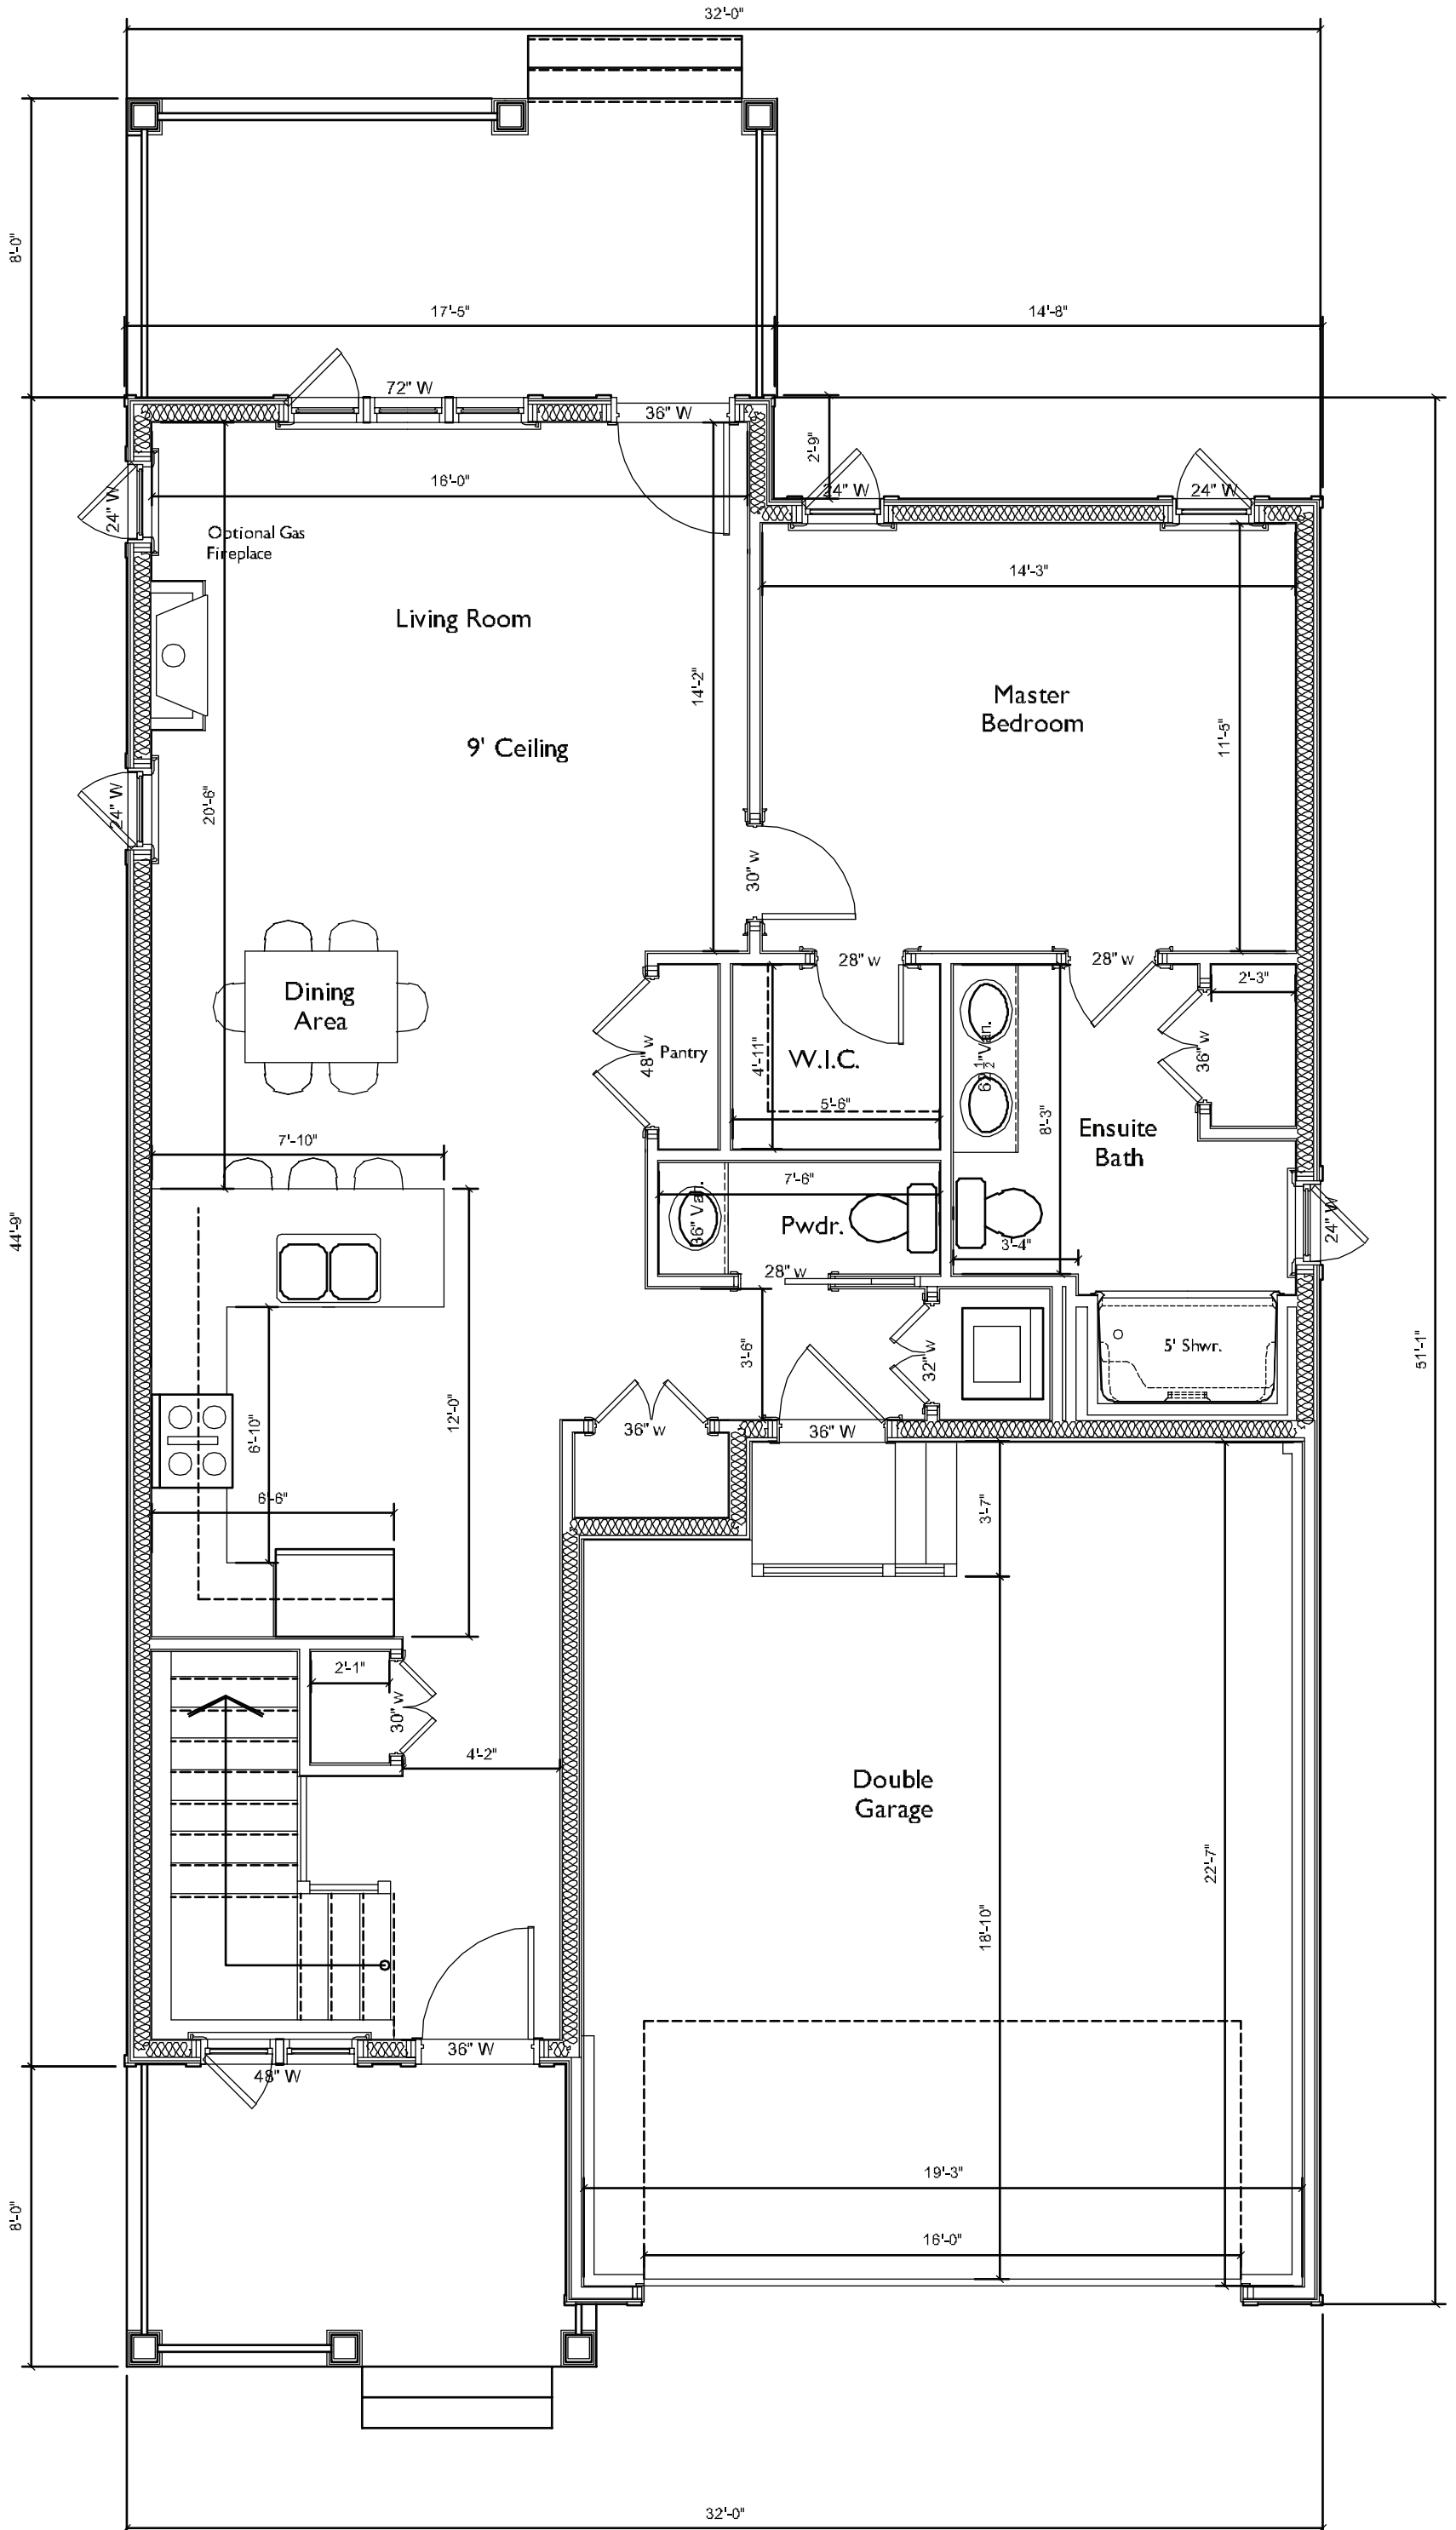 32'-0"
8'-0"
17'-5"
14'-8"
72" W
36" W
2'-9"
24" W
24" W
24" W
16'-0"
Optional Gas
Fireplace
14'-3"
Living Room
14'-2"
Master
Bedroom
11'-5"
9' Ceiling
24" W
20'-6"
30" w
28" w
28" w
2'-3"
Dining
Area
48" w
Pantry
4'-11"
W.I.C.
62 ½" Van.
36" w
5'-6"
8'-3"
Ensuite
Bath
7'-10"
7'-6"
36" Van.
Pwdr.
3'-4"
24" W
44'-9"
28" w
3'-6"
32" w
5' Shwr.
51'-1"
12'-0"
6'-10"
36" w
36" W
6'-6"
3'-7"
2'-1"
30" w
4'-2"
Double
Garage
22'-7"
18'-10"
36" W
48" W
19'-3"
8'-0"
16'-0"
32'-0"